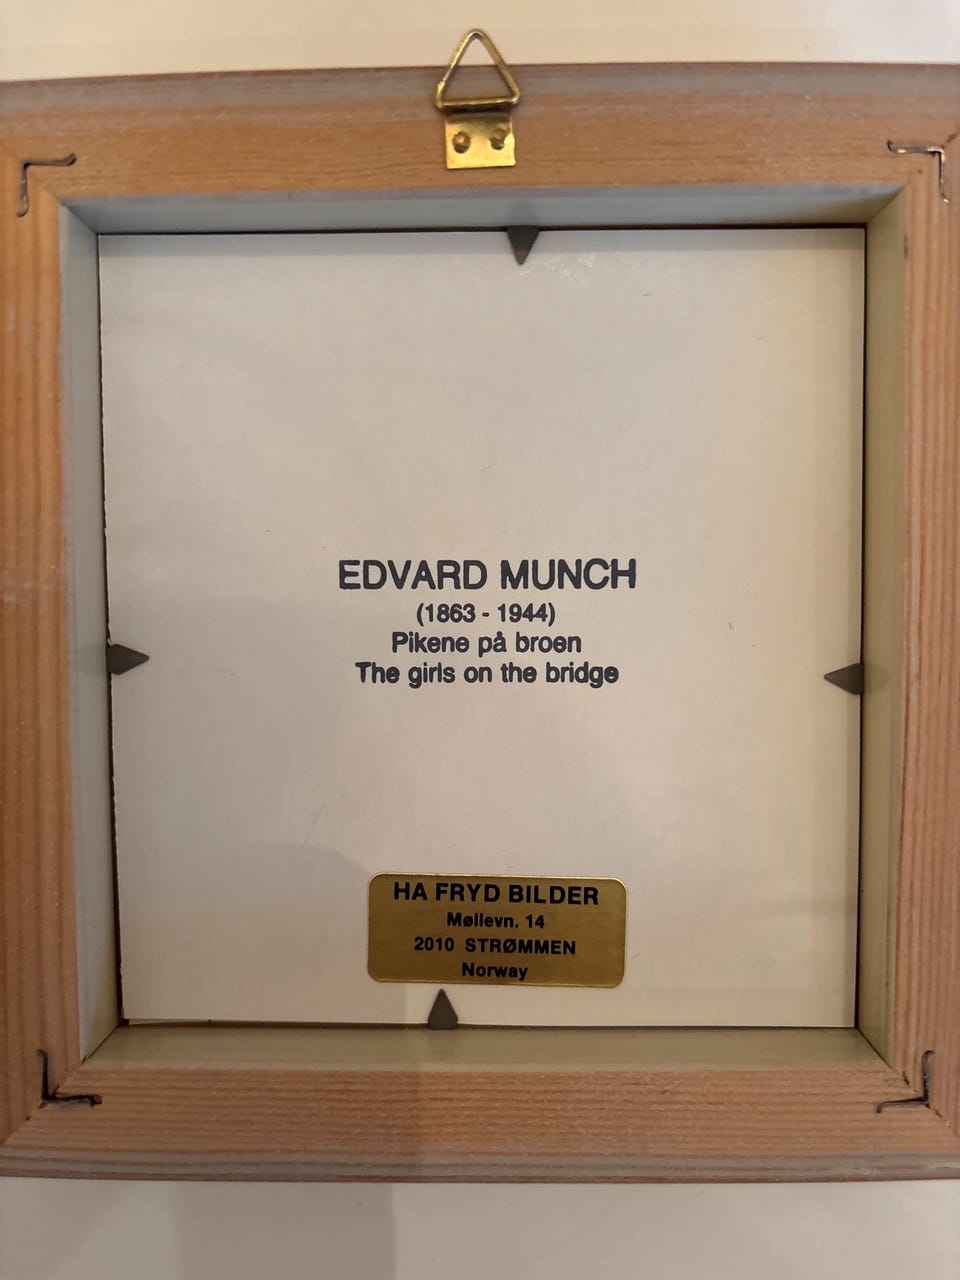 EDVARD MUNCH
(1863 - 1944)
Pikene på broen
The girls on the bridge
HA FRYD BILDER
Møllevn. 14
2010 STRØMMEN
Norway